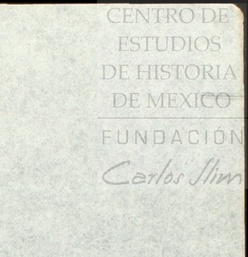 CENTRO DE
ESTUDIOS
DE HISTORIA
DE MEXICO
FUNDACIÓN
Carlos Slim